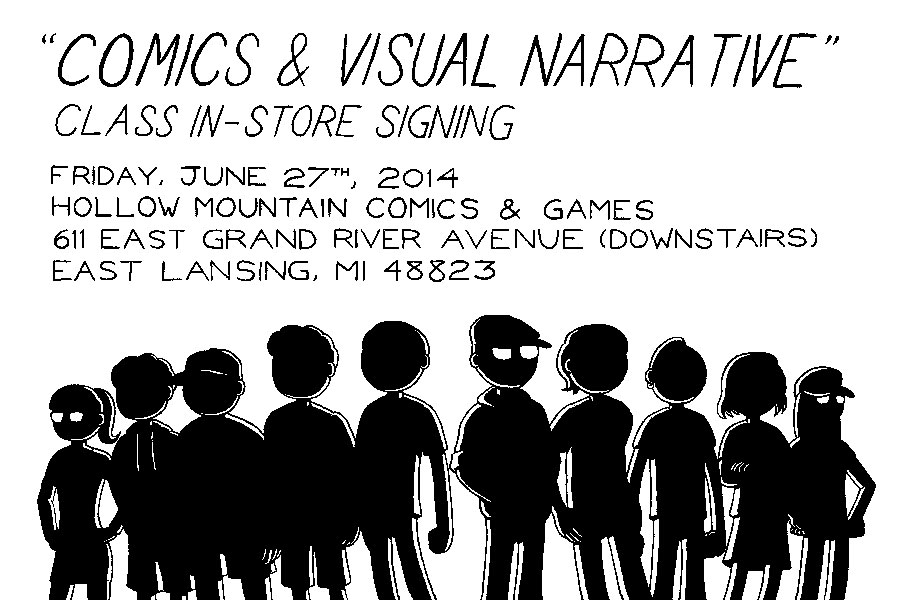 “COMICS & VISUAL NARRATIVE”
CLASS IN-STORE SIGNING
FRIDAY, JUNE 27TH, 2014
HOLLOW MOUNTAIN COMICS & GAMES
611 EAST GRAND RIVER AVENUE (DOWNSTAIRS)
EAST LANSING, MI 48823